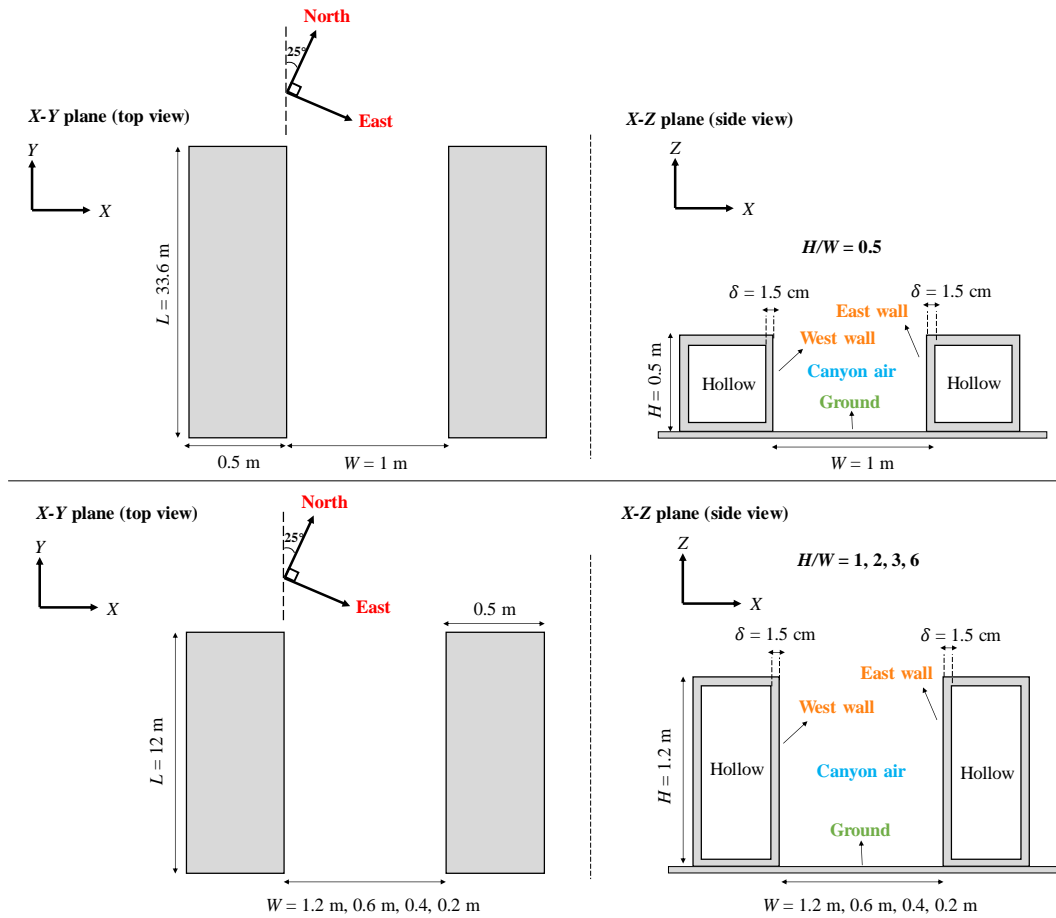 North
25°
East
X-Y plane (top view)
Y
X
L = 33.6 m
0.5 m
W = 1 m
X-Z plane (side view)
Z
X
H/W = 0.5
δ = 1.5 cm
δ = 1.5 cm
East wall
West wall
Hollow
Canyon air
Hollow
Ground
H = 0.5 m
W = 1 m
X-Y plane (top view)
North
25°
East
Y
X
0.5 m
L = 12 m
W = 1.2 m, 0.6 m, 0.4, 0.2 m
X-Z plane (side view)
Z
X
H/W = 1, 2, 3, 6
δ = 1.5 cm
δ = 1.5 cm
East wall
West wall
Hollow
Canyon air
Hollow
Ground
H = 1.2 m
W = 1.2 m, 0.6 m, 0.4, 0.2 m